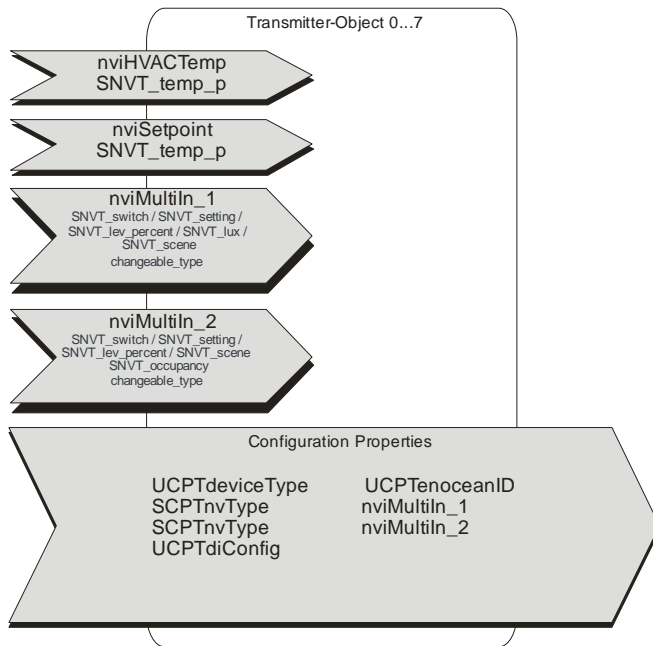 Transmitter-Object 0...7
nviHVACTemp
SNVT_temp_p
nviSetpoint
SNVT_temp_p
nviMultiIn_1
SNVT_switch / SNVT_setting /
SNVT_lev_percent / SNVT_lux /
SNVT_scene
changeable_type
nviMultiIn_2
SNVT_switch / SNVT_setting /
SNVT_lev_percent / SNVT_scene
SNVT_occupancy
changeable_type
Configuration Properties
UCPTdeviceType UCPTenoceanID
SCPTnvType nviMultiIn_1
SCPTnvType nviMultiIn_2
UCPTdiConfig